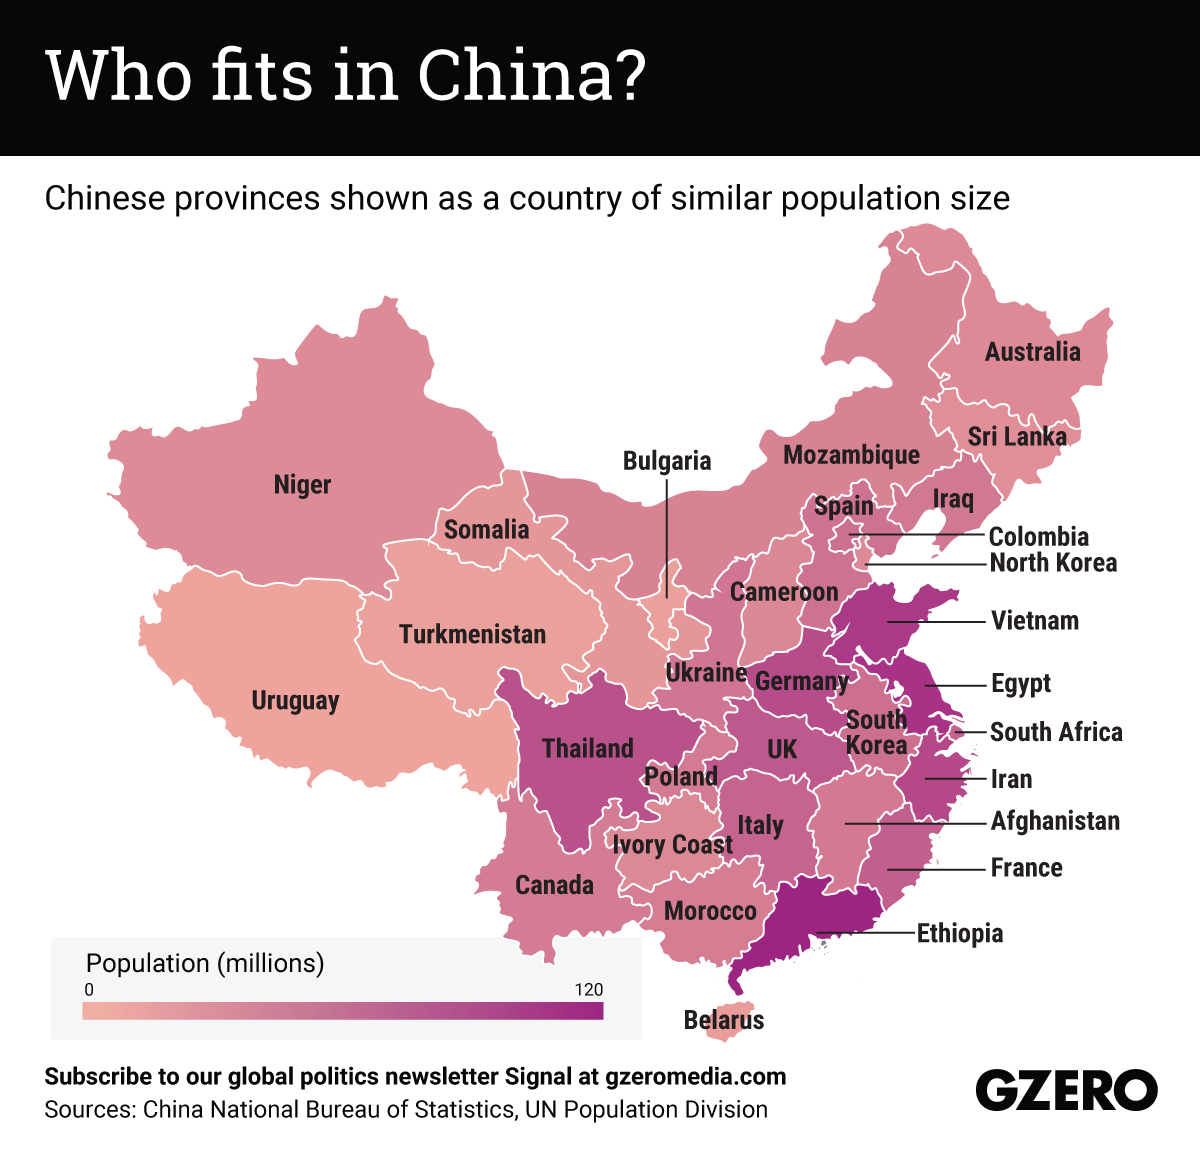 Who fits in China?
Chinese provinces shown as a country of similar population size
Australia
Sri Lanka
Mozambique
Bulgaria
Niger
Iraq
Spain
Somalia
Colombia
North Korea
Cameroon
Vietnam
Turkmenistan
Ukraine
Germany
Egypt
Uruguay
South
Korea
South Africa
Thailand
UK
Poland
Iran
Afghanistan
Italy
Ivory Coast
France
Canada
Morocco
Ethiopia
Population (millions)
0
120
Belarus
Subscribe to our global politics newsletter Signal at gzeromedia.com
Sources: China National Bureau of Statistics, UN Population Division
GZERO